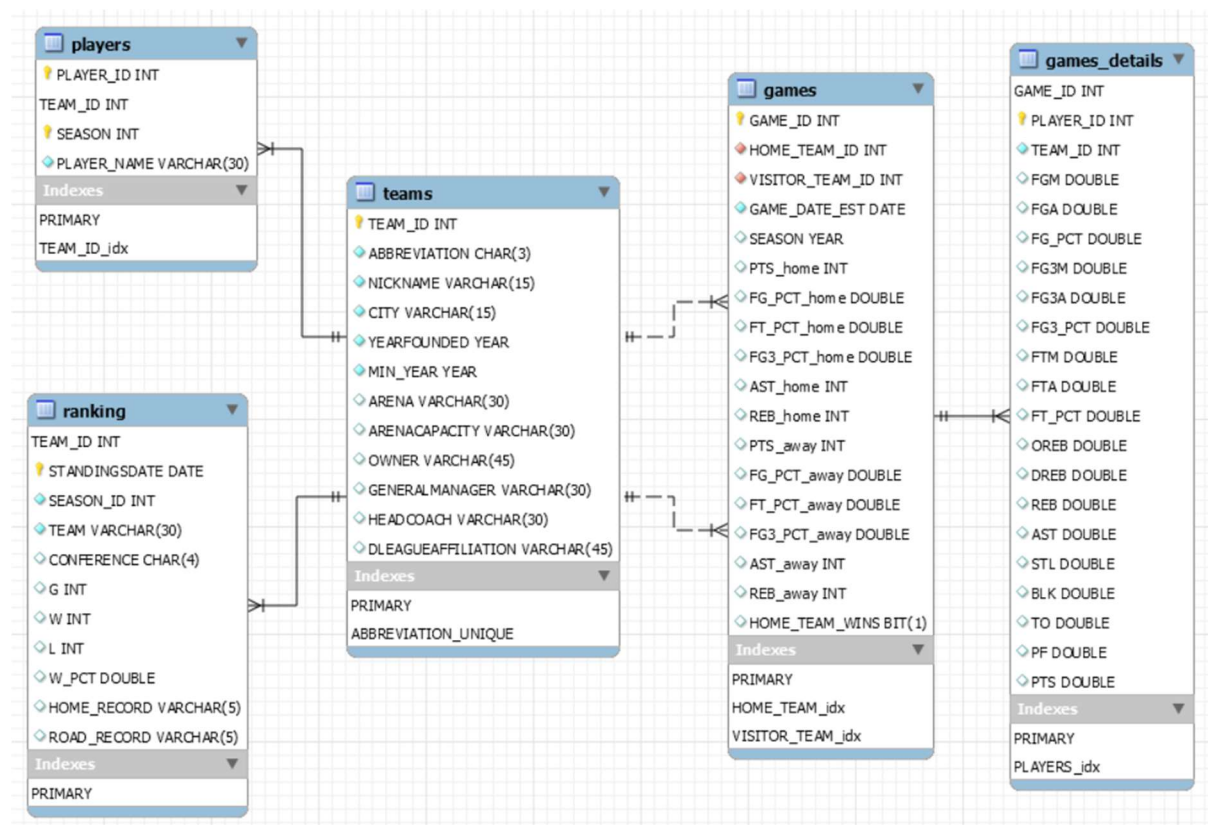 players
PLAYER_ID INT
TEAM_ID INT
SEASON INT
PLAYER_NAME VARCHAR(30)
Indexes
PRIMARY
TEAM_ID_idx
ranking
TEAM_ID INT
STANDINGSDATE DATE
SEASON_ID INT
TEAM VARCHAR(30)
CONFERENCE CHAR(4)
G INT
W INT
L INT
W_PCT DOUBLE
HOME_RECORD VARCHAR(5)
ROAD_RECORD VARCHAR(5)
Indexes
PRIMARY
teams
TEAM_ID INT
ABBREVIATION CHAR(3)
NICKNAME VARCHAR(15)
CITY VARCHAR(15)
YEARFOUNDED YEAR
MIN_YEAR YEAR
ARENA VARCHAR(30)
ARENACAPACITY VARCHAR(30)
OWNER VARCHAR(45)
GENERALMANAGER VARCHAR(30)
HEADCOACH VARCHAR(30)
DLEAGUEAFFILIATION VARCHAR(45)
Indexes
PRIMARY
ABBREVIATION_UNIQUE
games
GAME_ID INT
HOME_TEAM_ID INT
VISITOR_TEAM_ID INT
GAME_DATE_EST DATE
SEASON YEAR
PTS_home INT
FG_PCT_home DOUBLE
FT_PCT_home DOUBLE
FG3_PCT_home DOUBLE
AST_home INT
REB_home INT
PTS_away INT
FG_PCT_away DOUBLE
FT_PCT_away DOUBLE
FG3_PCT_away DOUBLE
AST_away INT
REB_away INT
HOME_TEAM_WINS BIT(1)
Indexes
PRIMARY
HOME_TEAM_idx
VISITOR_TEAM_idx
games_details
GAME_ID INT
PLAYER_ID INT
TEAM_ID INT
FGM DOUBLE
FGA DOUBLE
FG_PCT DOUBLE
FG3M DOUBLE
FG3A DOUBLE
FG3_PCT DOUBLE
FTM DOUBLE
FTA DOUBLE
FT_PCT DOUBLE
OREB DOUBLE
DREB DOUBLE
REB DOUBLE
AST DOUBLE
STL DOUBLE
BLK DOUBLE
TO DOUBLE
PF DOUBLE
PTS DOUBLE
Indexes
PRIMARY
PLAYERS_idx